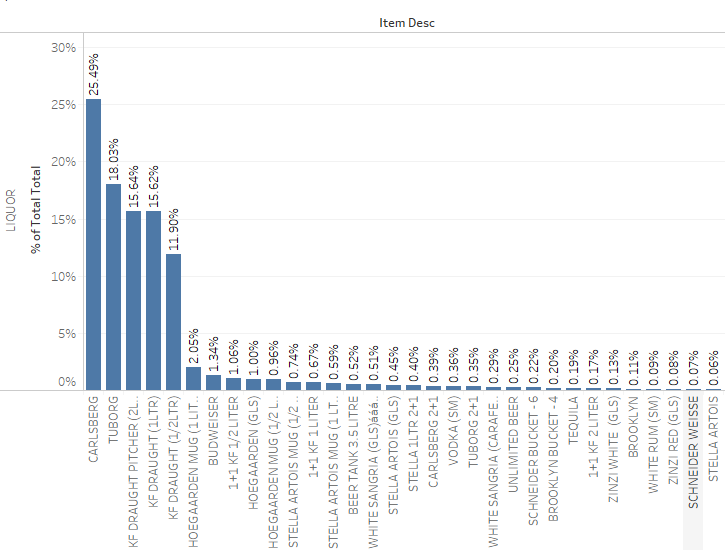 Item Desc
30%
25%
20%
15%
10%
5%
0%
LIQUOR
% of Total Total
25.49%
18.03%
15.64%
15.62%
11.90%
2.05%
1.34%
1.06%
1.00%
0.96%
0.74%
0.67%
0.59%
0.52%
0.51%
0.45%
0.40%
0.39%
0.36%
0.35%
0.29%
0.25%
0.22%
0.20%
0.19%
0.17%
0.13%
0.11%
0.09%
0.08%
0.07%
0.06%
CARLSBERG
TUBORG
KF DRAUGHT PITCHER (2L..
KF DRAUGHT (1LTR)
KF DRAUGHT (1/2LTR)
HOEGAARDEN MUG (1 LIT..
BUDWEISER
1+1 KF 1/2 LITER
HOEGAARDEN (GLS)
HOEGAARDEN MUG (1/2 L..
STELLA ARTOIS MUG (1/2 ..
1+1 KF 1 LITER
STELLA ARTOIS MUG (1 LT..
BEER TANK 3.5 LITRE
WHITE SANGRIA (GLS)ááá..
STELLA ARTOIS (GLS)
STELLA 1LTR 2+1
CARLSBERG 2+1
VODKA (SM)
TUBORG 2+1
WHITE SANGRIA (CARAFE..
UNLIMITED BEER
SCHNEIDER BUCKET - 6
BROOKLYN BUCKET - 4
TEQUILA
1+1 KF 2 LITER
ZINZI WHITE (GLS)
BROOKLYN
WHITE RUM (SM)
ZINZI RED (GLS)
SCHNEIDER WEISSE
STELLA ARTOIS